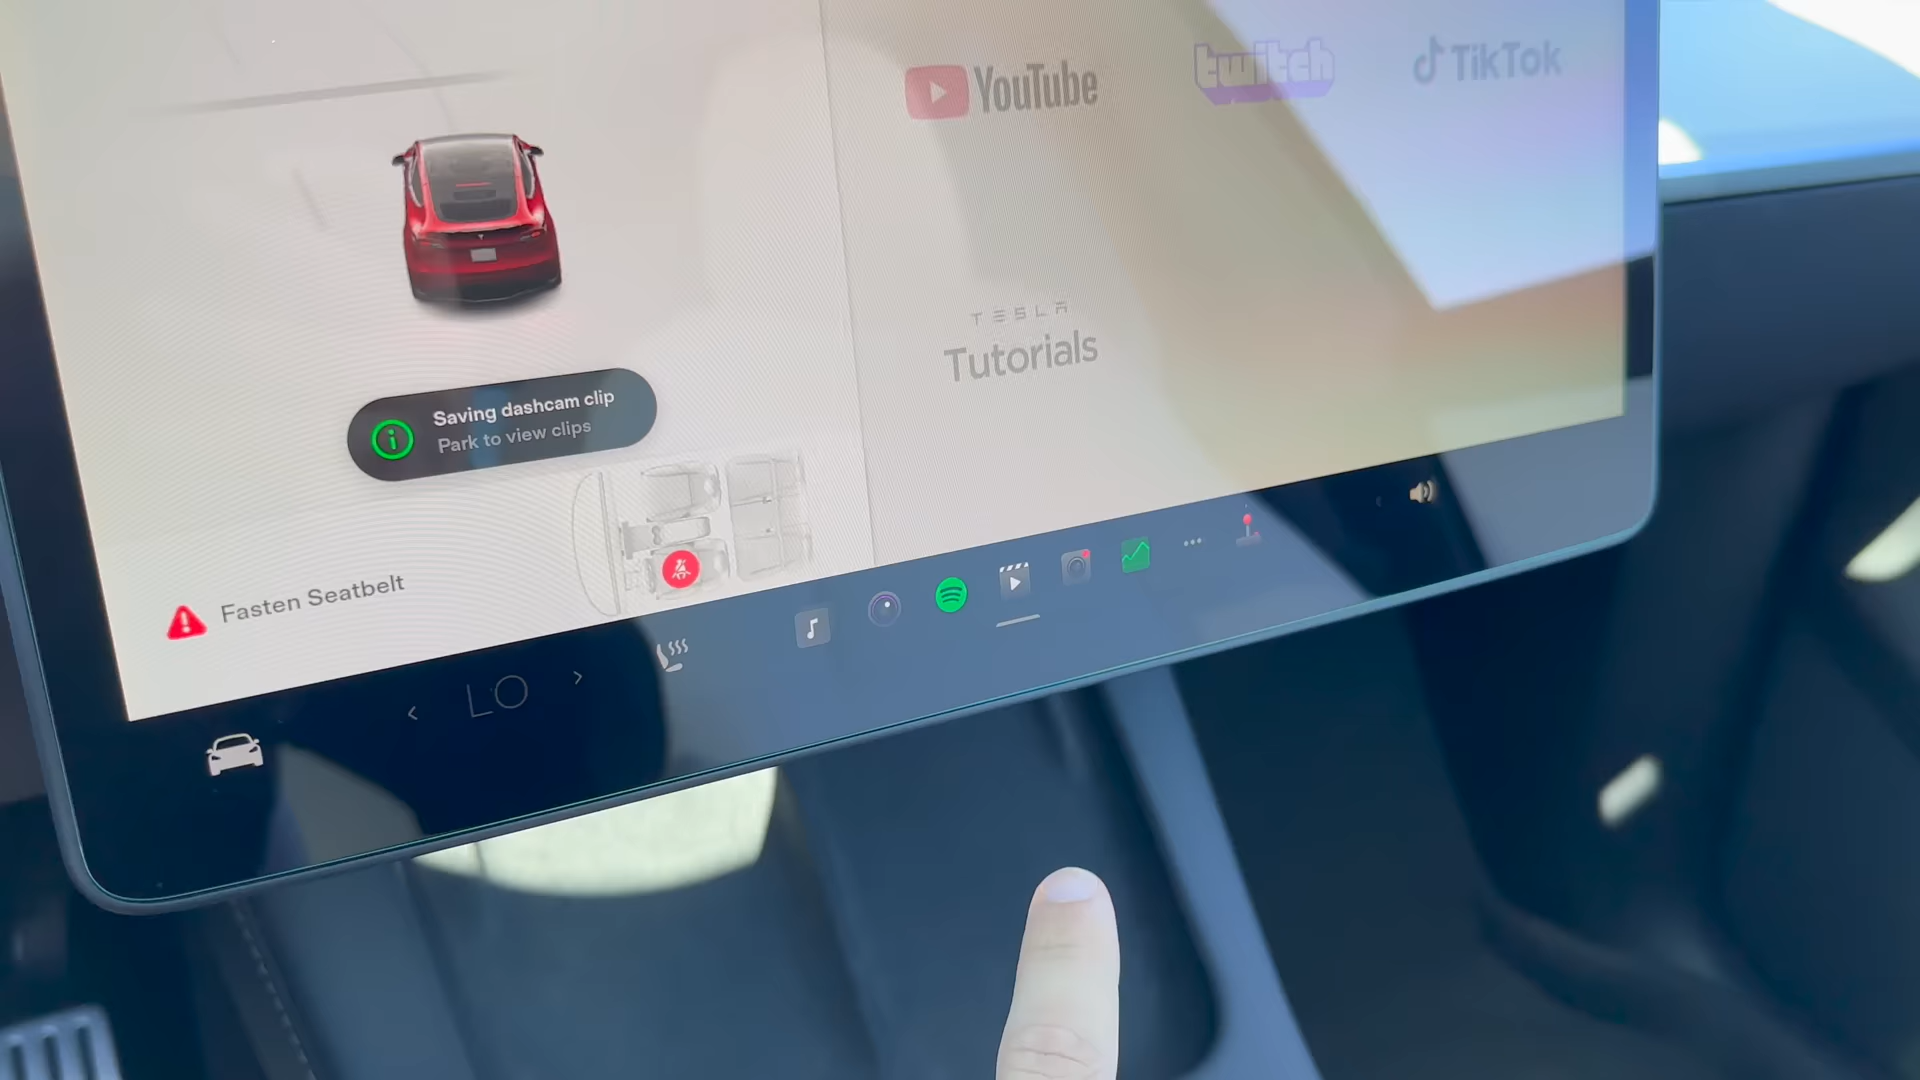 YouTube
twitch
TikTok
TESLA
Tutorials
Saving dashcam clip
Park to view clips
Fasten Seatbelt
LO